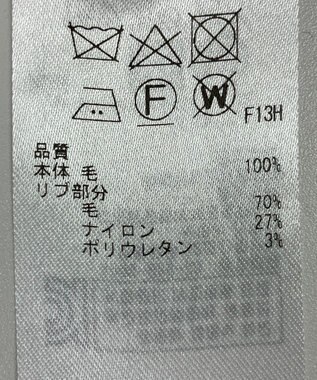 F
W
F13H
品質
本体 毛 100%
リブ部分
毛 70%
ナイロン 27%
ポリウレタン 3%